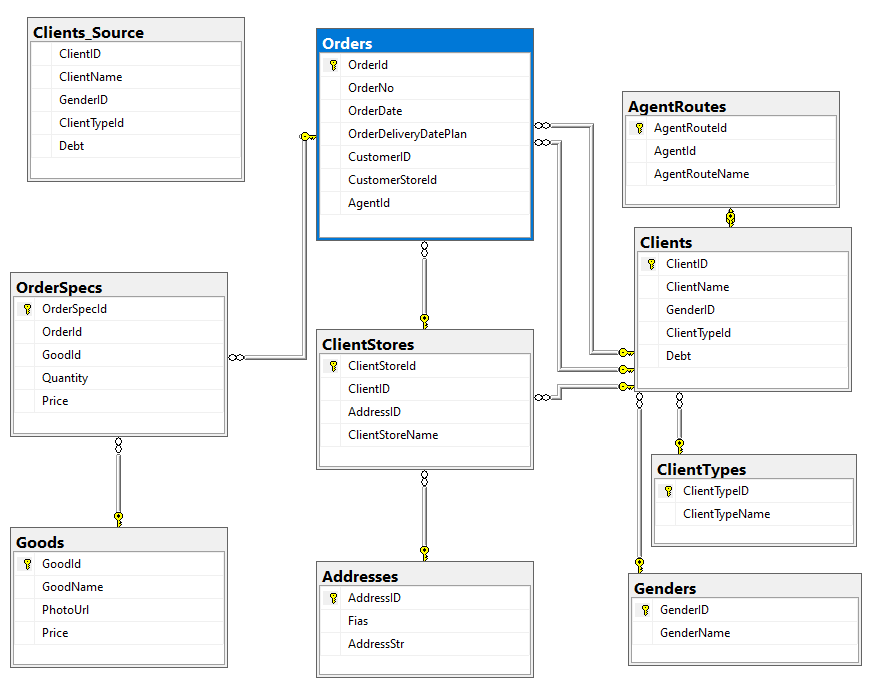 Clients_Source
ClientID
ClientName
GenderID
ClientTypeId
Debt
Orders
OrderId
OrderNo
OrderDate
OrderDeliveryDatePlan
CustomerID
CustomerStoreId
AgentId
AgentRoutes
AgentRouteId
AgentId
AgentRouteName
Clients
ClientID
ClientName
GenderID
ClientTypeId
Debt
OrderSpecs
OrderSpecId
OrderId
GoodId
Quantity
Price
ClientStores
ClientStoreId
ClientID
AddressID
ClientStoreName
ClientTypes
ClientTypeID
ClientTypeName
Goods
GoodId
GoodName
PhotoUrl
Price
Addresses
AddressID
Fias
AddressStr
Genders
GenderID
GenderName